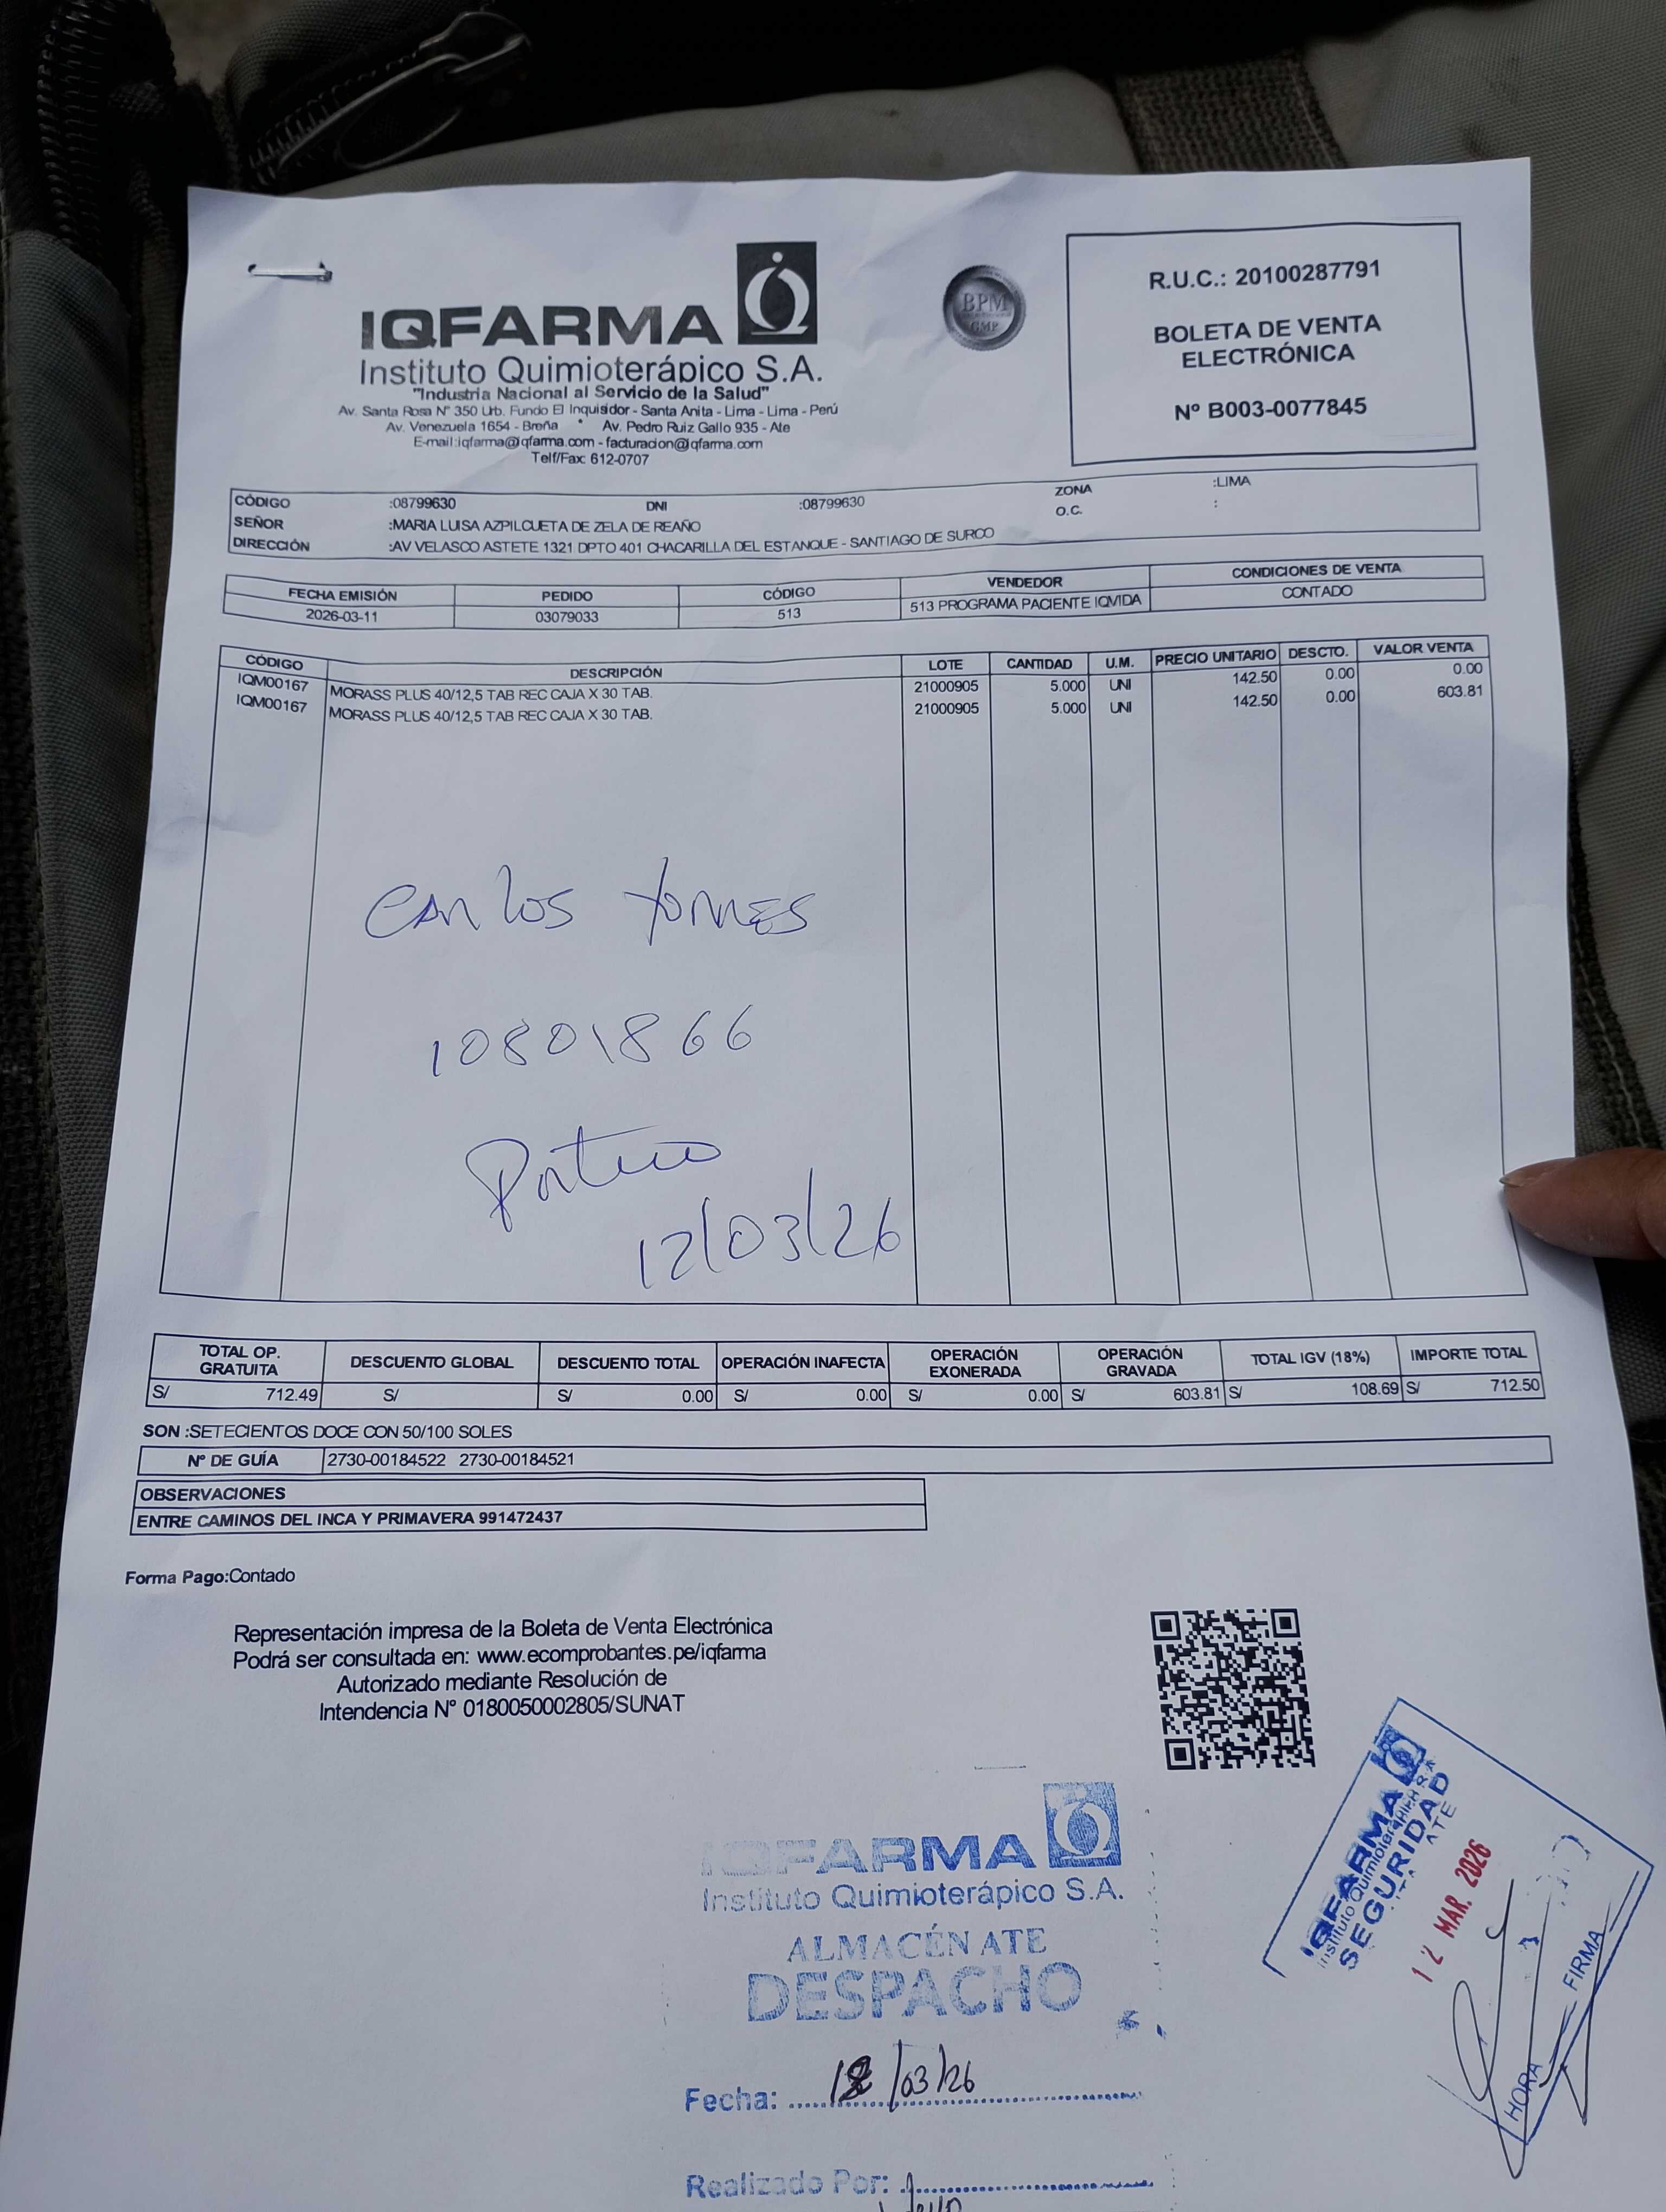 IQFARMA
Instituto Quimioterápico S.A.
"Industria Nacional al Servicio de la Salud"
Av. Santa Rosa N° 350 Urb. Fundo El Inquisidor - Santa Anita - Lima - Lima - Perú
Av. Venezuela 1654 - Breña * Av. Pedro Ruiz Gallo 935 - Ate
E-mail:iqfarma@iqfarma.com - facturacion@iqfarma.com
Telf/Fax: 612-0707
BPM
GMP
R.U.C.: 20100287791
BOLETA DE VENTA
ELECTRÓNICA
N° B003-0077845
CÓDIGO :08799630 DNI :08799630 ZONA :LIMA
SEÑOR :MARIA LUISA AZPILCUETA DE ZELA DE REAÑO O.C. :
DIRECCIÓN :AV VELASCO ASTETE 1321 DPTO 401 CHACARILLA DEL ESTANQUE - SANTIAGO DE SURCO
FECHA EMISIÓN PEDIDO CÓDIGO VENDEDOR CONDICIONES DE VENTA
2026-03-11 03079033 513 513 PROGRAMA PACIENTE IQVIDA CONTADO
CÓDIGO DESCRIPCIÓN LOTE CANTIDAD U.M. PRECIO UNITARIO DESCTO. VALOR VENTA
IQM00167 MORASS PLUS 40/12,5 TAB REC CAJA X 30 TAB. 21000905 5.000 UNI 142.50 0.00 0.00
IQM00167 MORASS PLUS 40/12,5 TAB REC CAJA X 30 TAB. 21000905 5.000 UNI 142.50 0.00 603.81
Carlos
10801866
12/03/26
TOTAL OP. GRATUITA DESCUENTO GLOBAL DESCUENTO TOTAL OPERACIÓN INAFECTA OPERACIÓN EXONERADA OPERACIÓN GRAVADA TOTAL IGV (18%) IMPORTE TOTAL
S/ 712.49 S/ S/ 0.00 S/ 0.00 S/ 0.00 S/ 603.81 S/ 108.69 S/ 712.50
SON :SETECIENTOS DOCE CON 50/100 SOLES
N° DE GUÍA 2730-00184522 2730-00184521
OBSERVACIONES
ENTRE CAMINOS DEL INCA Y PRIMAVERA 991472437
Forma Pago:Contado
Representación impresa de la Boleta de Venta Electrónica
Podrá ser consultada en: www.ecomprobantes.pe/iqfarma
Autorizado mediante Resolución de
Intendencia N° 0180050002805/SUNAT
IQFARMA
Instituto Quimioterápico S.A.
ALMACÉN ATE
DESPACHO
Fecha: 12/03/26
Realizado Por:
IQFARMA
Instituto Quimioterápico
SEGURIDAD
ATE
12 MAR. 2026
HORA FIRMA